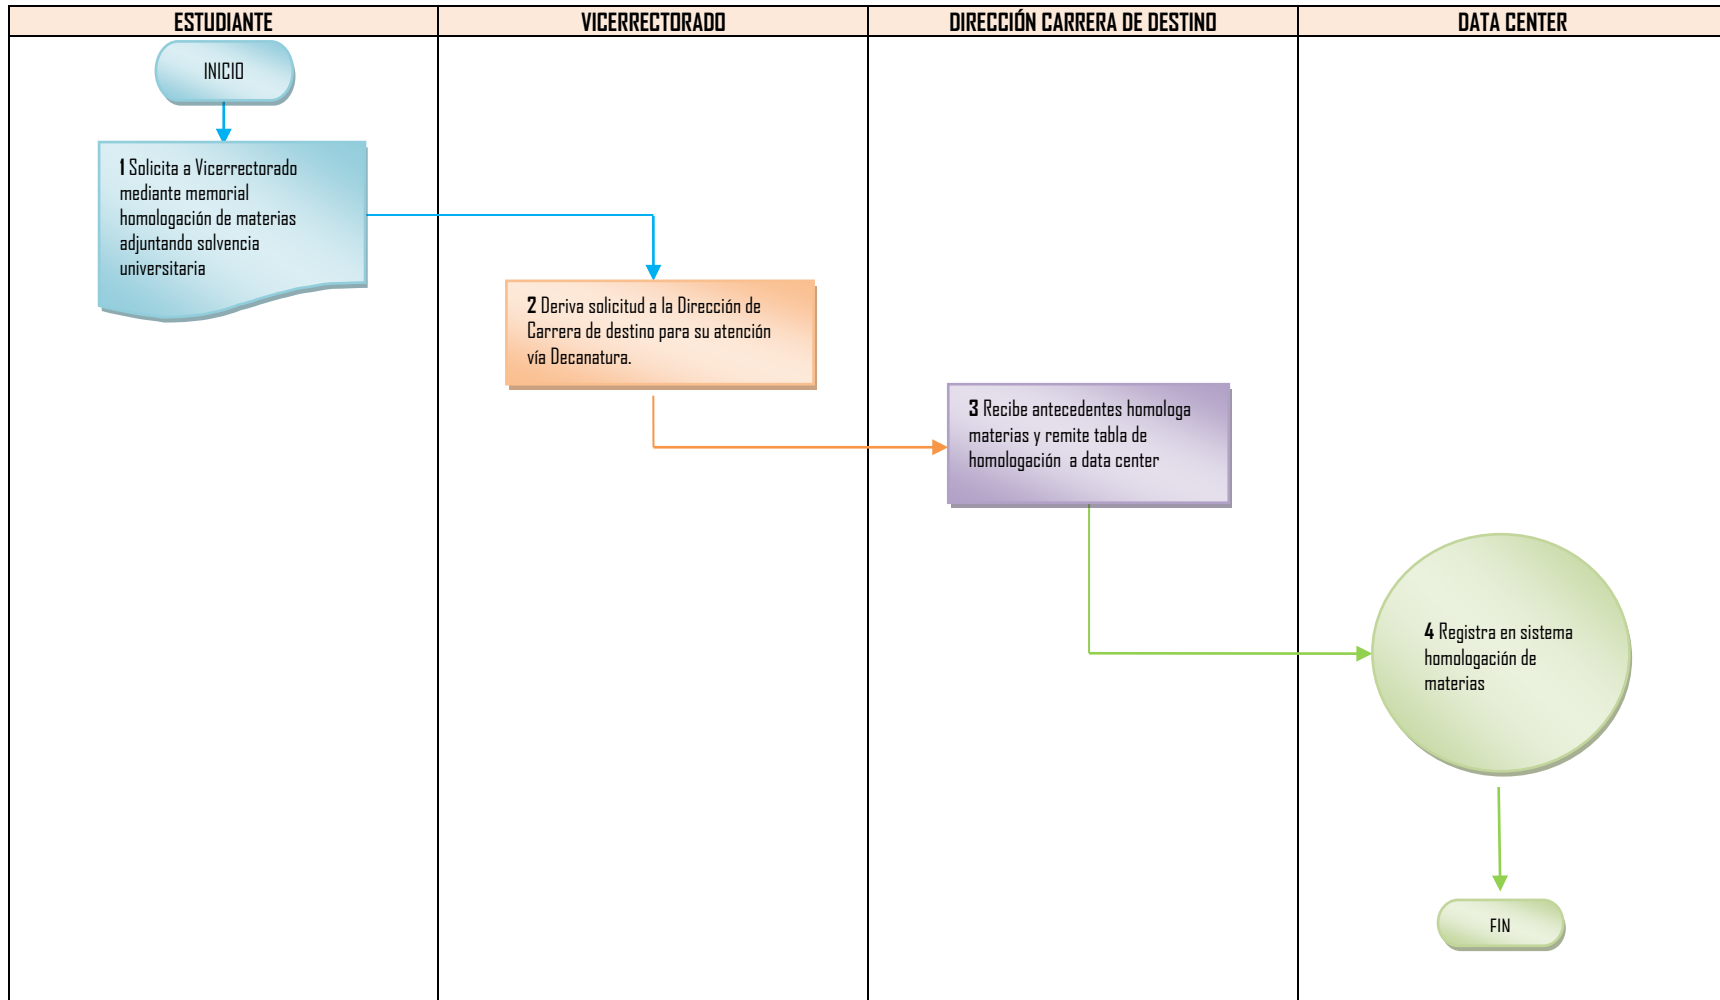 ESTUDIANTE
VICERRECTORADO
DIRECCIÓN CARRERA DE DESTINO
DATA CENTER
INICIO
1 Solicita a Vicerrectorado
mediante memorial
homologación de materias
adjuntando solvencia
universitaria
2 Deriva solicitud a la Dirección de
Carrera de destino para su atención
vía Decanatura.
3 Recibe antecedentes homologa
materias y remite tabla de
homologación a data center
4 Registra en sistema
homologación de
materias
FIN